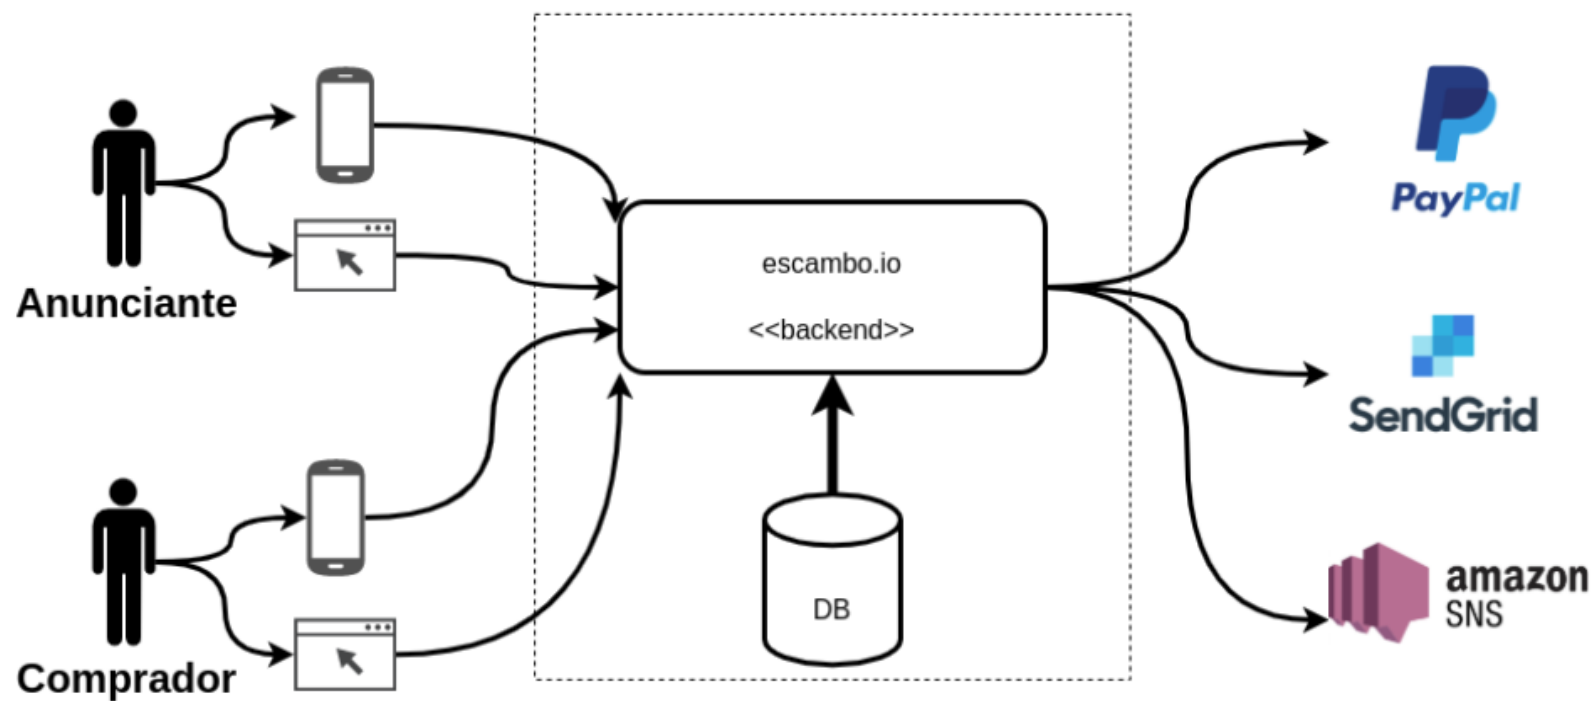 Anunciante
Comprador
escambo.io
<<backend>>
DB
PayPal
SendGrid
amazon
SNS